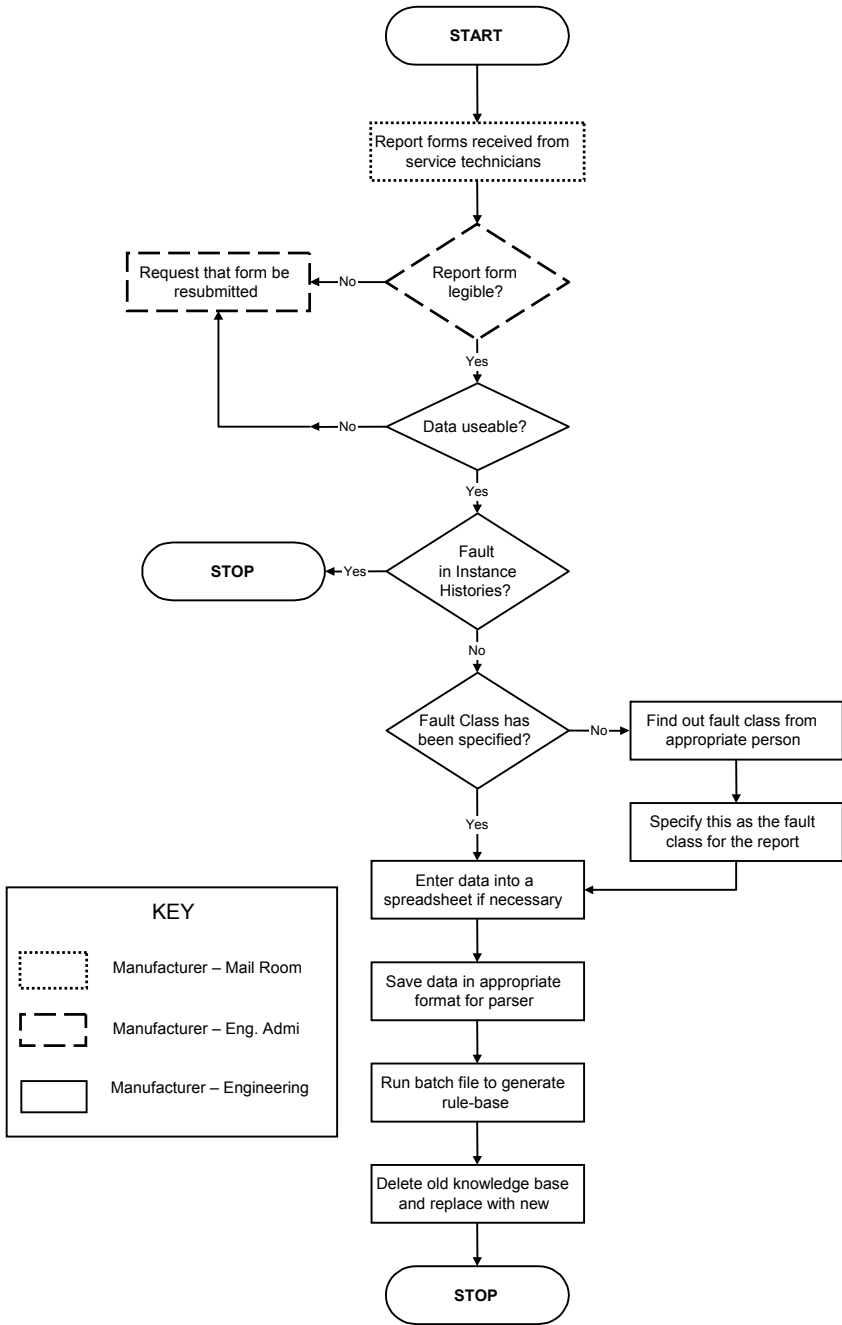 START
Report forms received from
service technicians
Request that form be
resubmitted
No
Report form
legible?
Yes
No
Data useable?
Yes
STOP
Yes
Fault
in Instance
Histories?
No
Fault Class has
been specified?
No
Find out fault class from
appropriate person
Yes
Specify this as the fault
class for the report
Enter data into a
spreadsheet if necessary
KEY
Manufacturer – Mail Room
Manufacturer – Eng. Admi
Manufacturer – Engineering
Save data in appropriate
format for parser
Run batch file to generate
rule-base
Delete old knowledge base
and replace with new
STOP